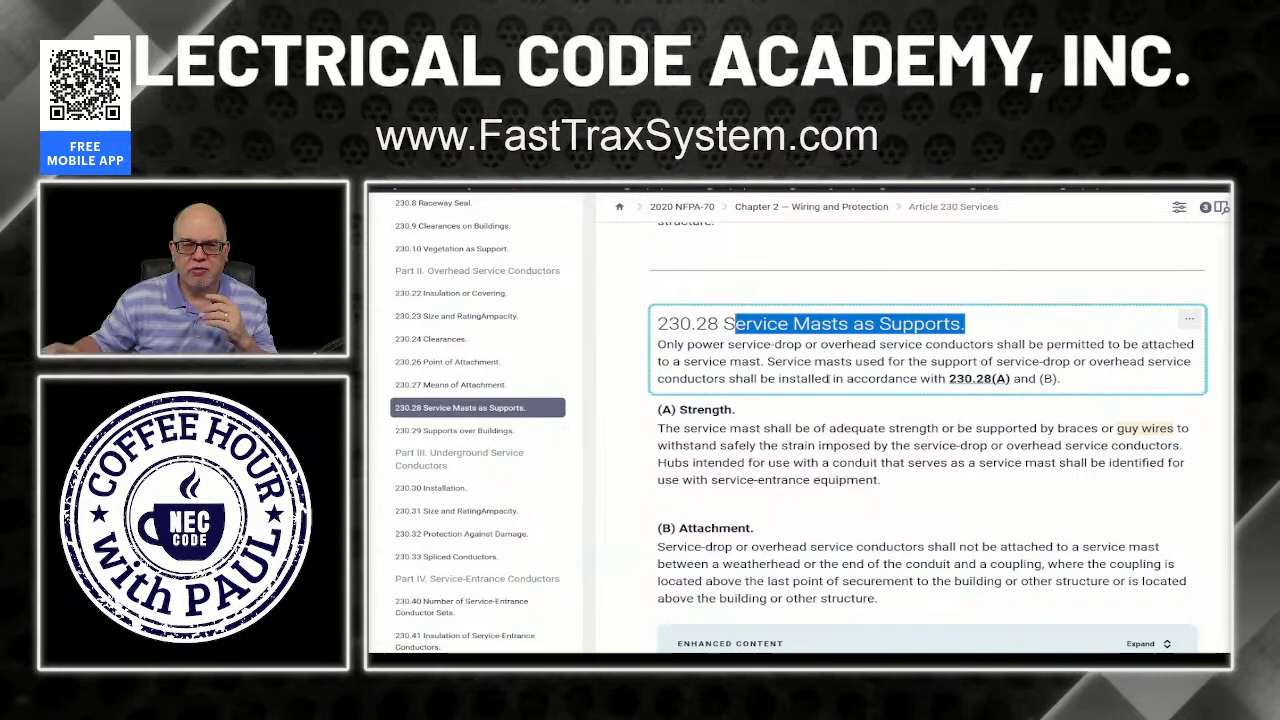 ELECTRICAL CODE ACADEMY, INC.
www.FastTraxSystem.com
FREE
MOBILE APP
COFFEE HOUR
NEC
CODE
with PAUL
230.8 Raceway Seal.
230.9 Clearances on Buildings.
230.10 Vegetation as Support.
Part II. Overhead Service Conductors
230.22 Insulation or Covering.
230.23 Size and RatingAmpacity.
230.24 Clearances.
230.26 Point of Attachment.
230.27 Means of Attachment.
230.28 Service Masts as Supports.
230.29 Supports over Buildings.
Part III. Underground Service
Conductors
230.30 Installation.
230.31 Size and RatingAmpacity.
230.32 Protection Against Damage.
230.33 Spliced Conductors.
Part IV. Service-Entrance Conductors
230.40 Number of Service-Entrance
Conductor Sets.
230.41 Insulation of Service-Entrance
Conductors.
2020 NFPA-70 > Chapter 2 — Wiring and Protection > Article 230 Services
3
structure.
230.28 Service Masts as Supports.
Only power service-drop or overhead service conductors shall be permitted to be attached
to a service mast. Service masts used for the support of service-drop or overhead service
conductors shall be installed in accordance with 230.28(A) and (B).
(A) Strength.
The service mast shall be of adequate strength or be supported by braces or guy wires to
withstand safely the strain imposed by the service-drop or overhead service conductors.
Hubs intended for use with a conduit that serves as a service mast shall be identified for
use with service-entrance equipment.
(B) Attachment.
Service-drop or overhead service conductors shall not be attached to a service mast
between a weatherhead or the end of the conduit and a coupling, where the coupling is
located above the last point of securement to the building or other structure or is located
above the building or other structure.
ENHANCED CONTENT
Expand